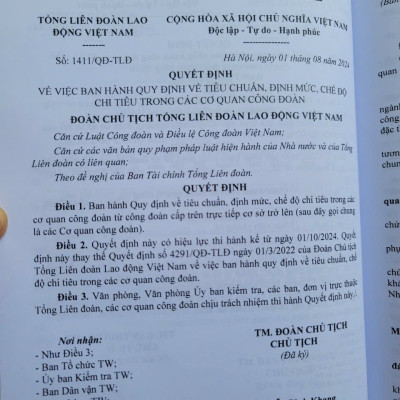 TỔNG LIÊN ĐOÀN LAO
ĐỘNG VIỆT NAM
-------
Số: 1411/QĐ-TLĐ
CỘNG HÒA XÃ HỘI CHỦ NGHĨA VIỆT NAM
Độc lập - Tự do - Hạnh phúc
---------------
Hà Nội, ngày 01 tháng 08 năm 2024
QUYẾT ĐỊNH
VỀ VIỆC BAN HÀNH QUY ĐỊNH VỀ TIÊU CHUẨN, ĐỊNH MỨC, CHẾ ĐỘ
CHI TIÊU TRONG CÁC CƠ QUAN CÔNG ĐOÀN
ĐOÀN CHỦ TỊCH TỔNG LIÊN ĐOÀN LAO ĐỘNG VIỆT NAM
Căn cứ Luật Công đoàn và Điều lệ Công đoàn Việt Nam;
Căn cứ các văn bản quy phạm pháp luật hiện hành của Nhà nước và của Tổng
Liên đoàn có liên quan;
Theo đề nghị của Ban Tài chính Tổng Liên đoàn.
QUYẾT ĐỊNH
Điều 1. Ban hành Quy định về tiêu chuẩn, định mức, chế độ chi tiêu trong các
cơ quan công đoàn từ công đoàn cấp trên trực tiếp cơ sở trở lên (sau đây gọi chung
là các Cơ quan công đoàn).
Điều 2. Quyết định này có hiệu lực thi hành kể từ ngày 01/10/2024. Quyết
định này thay thế Quyết định số 4291/QĐ-TLĐ ngày 01/3/2022 của Đoàn Chủ tịch
Tổng Liên đoàn Lao động Việt Nam về việc ban hành quy định về tiêu chuẩn, chế
độ chi tiêu trong các cơ quan công đoàn.
Điều 3. Văn phòng, Văn phòng Ủy ban kiểm tra, các ban, đơn vị trực thuộc
Tổng Liên đoàn, các cơ quan công đoàn chịu trách nhiệm thi hành Quyết định này./.
Nơi nhận:
- Như Điều 3;
- Ban Tổ chức TW;
- Ủy ban Kiểm tra TW;
- Ban Dân vận TW;
TM. ĐOÀN CHỦ TỊCH
CHỦ TỊCH
(Đã ký)